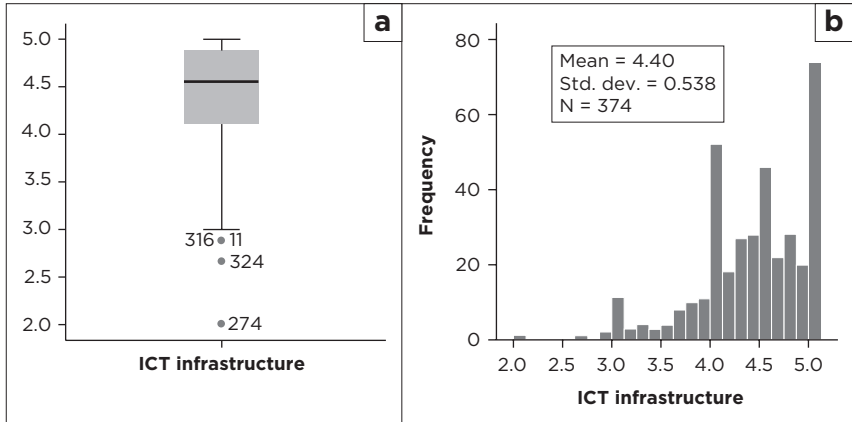 a
5.0
4.5
4.0
3.5
3.0
2.5
2.0
316 11
324
274
ICT infrastructure
b
Mean = 4.40
Std. dev. = 0.538
N = 374
Frequency
80
60
40
20
0
2.0 2.5 3.0 3.5 4.0 4.5 5.0
ICT infrastructure